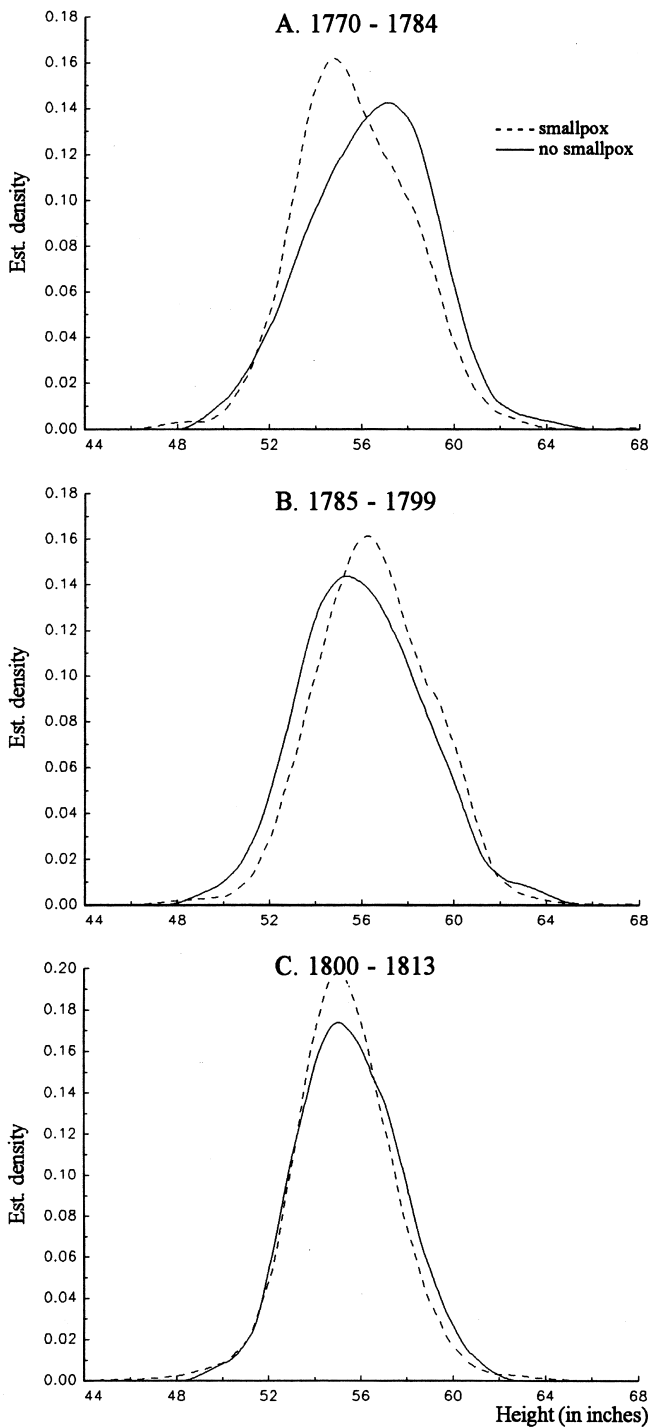 A. 1770 - 1784
0.18
0.16
0.14
0.12
0.10
0.08
0.06
0.04
0.02
0.00
Est. density
smallpox
no smallpox
44 48 52 56 60 64 68
B. 1785 - 1799
0.18
0.16
0.14
0.12
0.10
0.08
0.06
0.04
0.02
0.00
Est. density
44 48 52 56 60 64 68
C. 1800 - 1813
0.20
0.18
0.16
0.14
0.12
0.10
0.08
0.06
0.04
0.02
0.00
Est. density
44 48 52 56 60 64 68
Height (in inches)